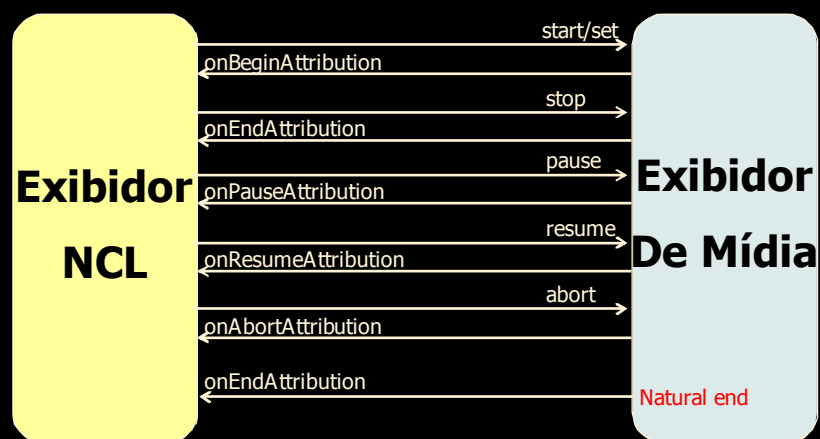 start/set
onBeginAttribution
stop
onEndAttribution
pause
onPauseAttribution
resume
onResumeAttribution
abort
onAbortAttribution
onEndAttribution
Natural end
Exibidor
NCL
Exibidor
De Mídia